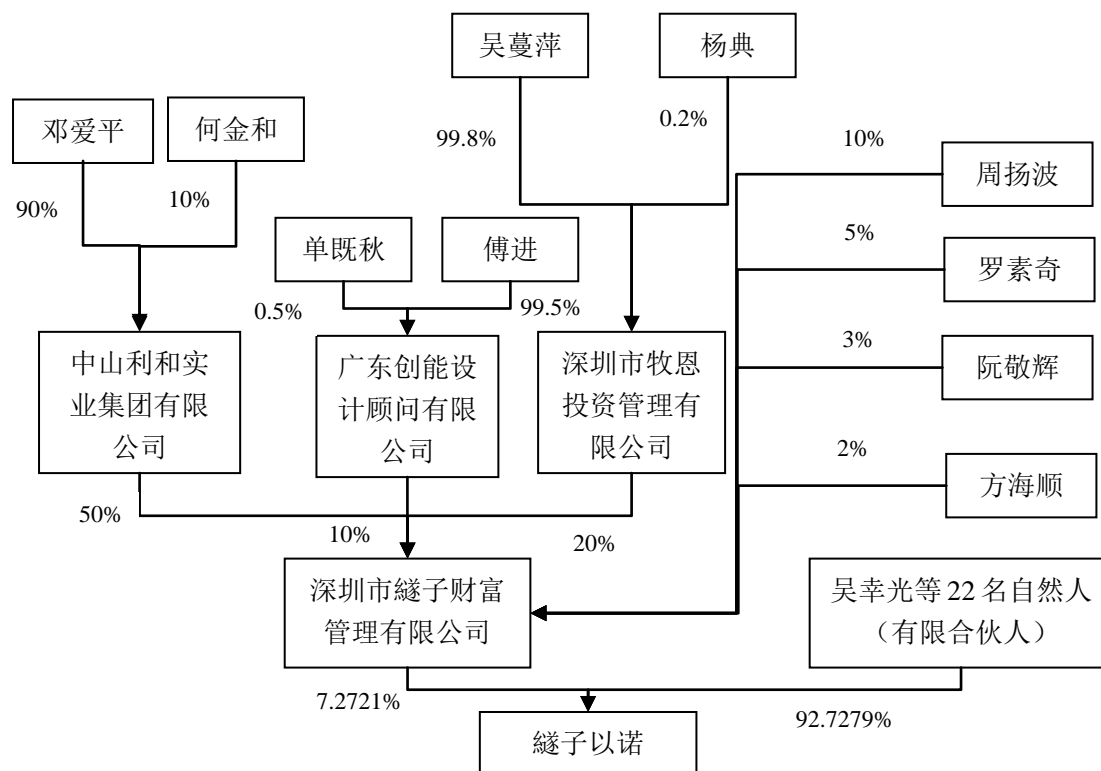 吴蔓萍
杨典
99.8%
0.2%
邓爱平
何金和
10%
周扬波
90%
10%
单既秋
傅进
5%
罗素奇
0.5%
99.5%
中山利和实
业集团有限
公司
广东创能设
计顾问有限
公司
深圳市牧恩
投资管理有
限公司
3%
阮敬辉
2%
方海顺
50%
10%
20%
深圳市繸子财富
管理有限公司
吴幸光等 22 名自然人
（有限合伙人）
7.2721%
92.7279%
繸子以诺